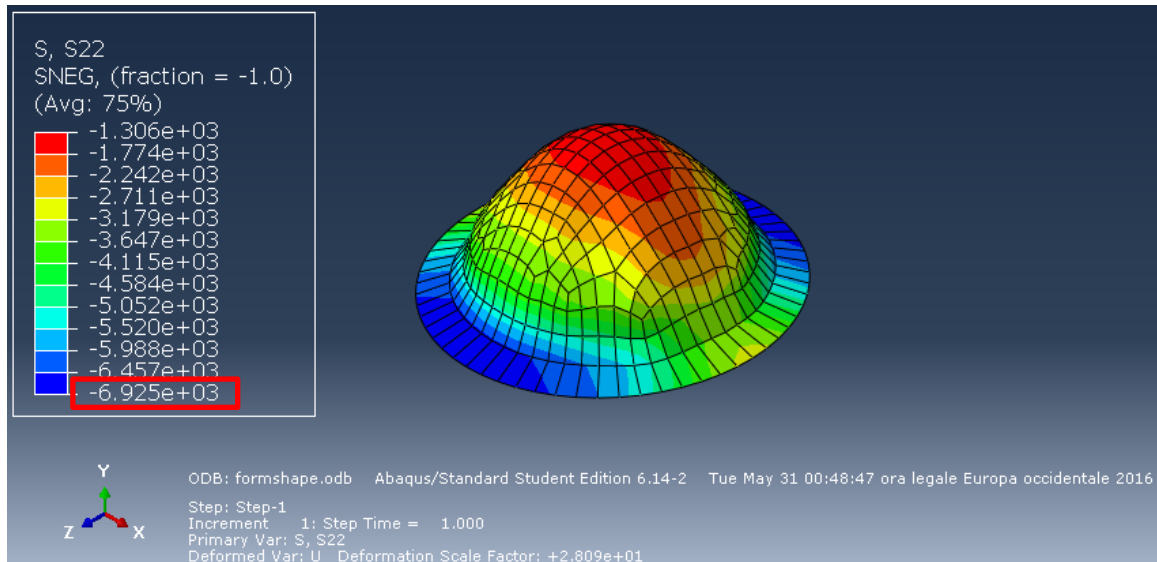 S, S22
SNEG, (fraction = -1.0)
(Avg: 75%)
-1.306e+03
-1.774e+03
-2.242e+03
-2.711e+03
-3.179e+03
-3.647e+03
-4.115e+03
-4.584e+03
-5.052e+03
-5.520e+03
-5.988e+03
-6.457e+03
-6.925e+03
Y
Z X
ODB: formshape.odb Abaqus/Standard Student Edition 6.14-2 Tue May 31 00:48:47 ora legale Europa occidentale 2016
Step: Step-1
Increment 1: Step Time = 1.000
Primary Var: S, S22
Deformed Var: U Deformation Scale Factor: +2.809e+01